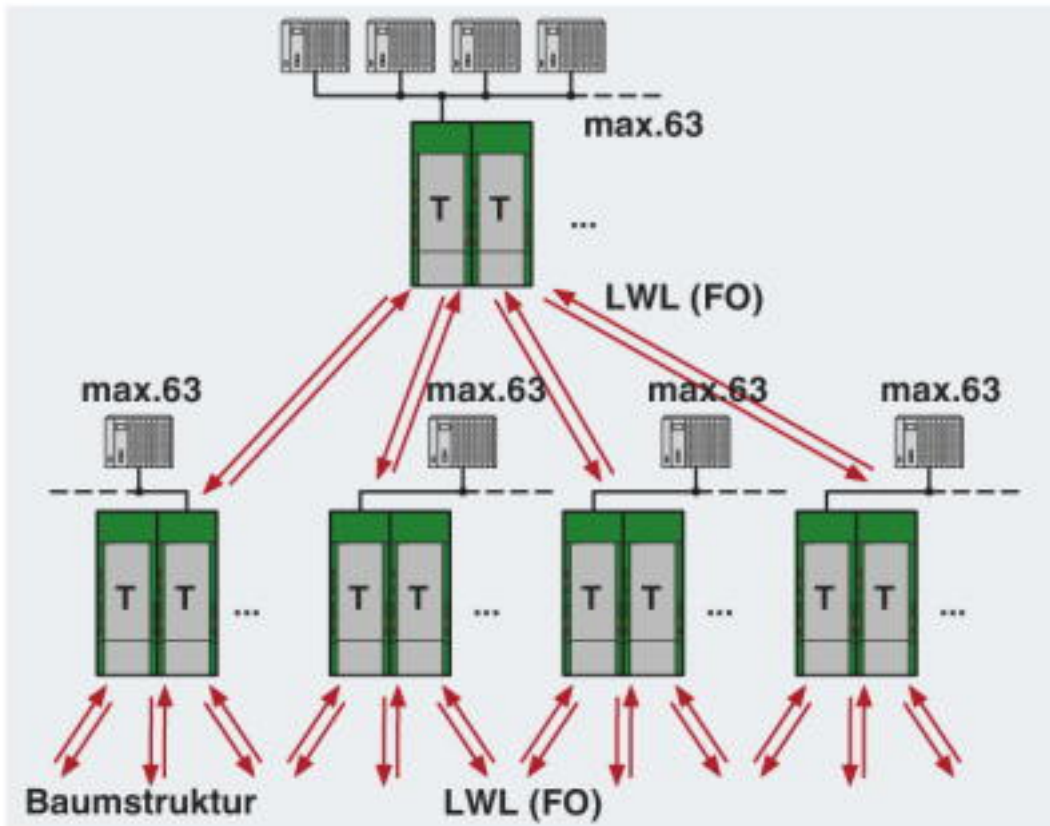 max.63
T T ...
LWL (FO)
max.63 max.63 max.63 max.63
T T ... T T ... T T ... T T ...
Baumstruktur LWL (FO)